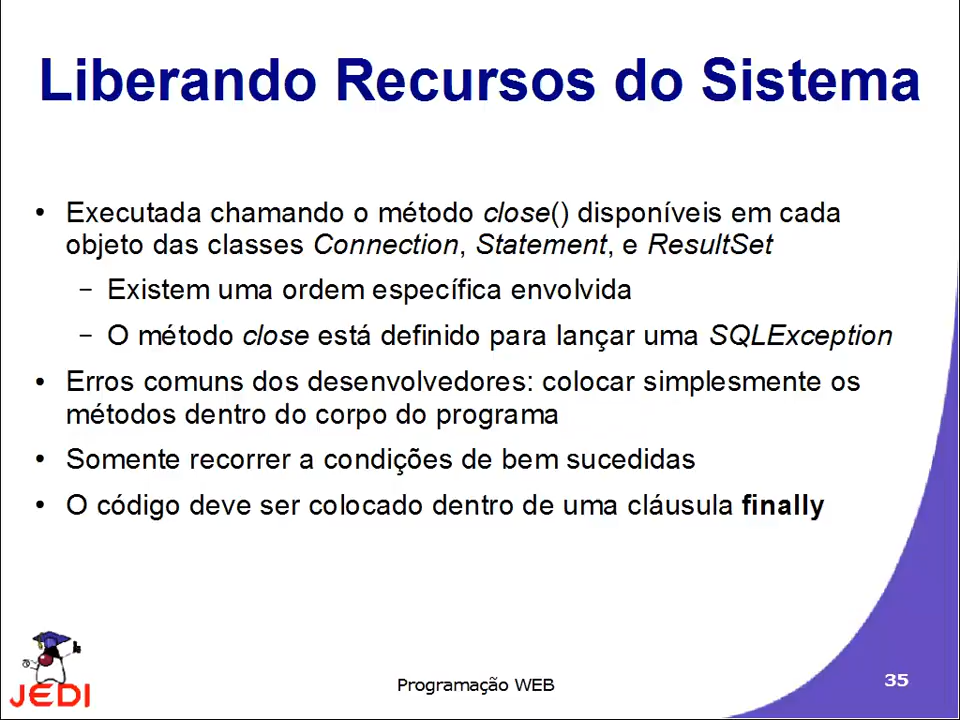 Liberando Recursos do Sistema
• Executada chamando o método close() disponíveis em cada
objeto das classes Connection, Statement, e ResultSet
– Existem uma ordem específica envolvida
– O método close está definido para lançar uma SQLException
• Erros comuns dos desenvolvedores: colocar simplesmente os
métodos dentro do corpo do programa
• Somente recorrer a condições de bem sucedidas
• O código deve ser colocado dentro de uma cláusula finally
JEDI
Programação WEB
35